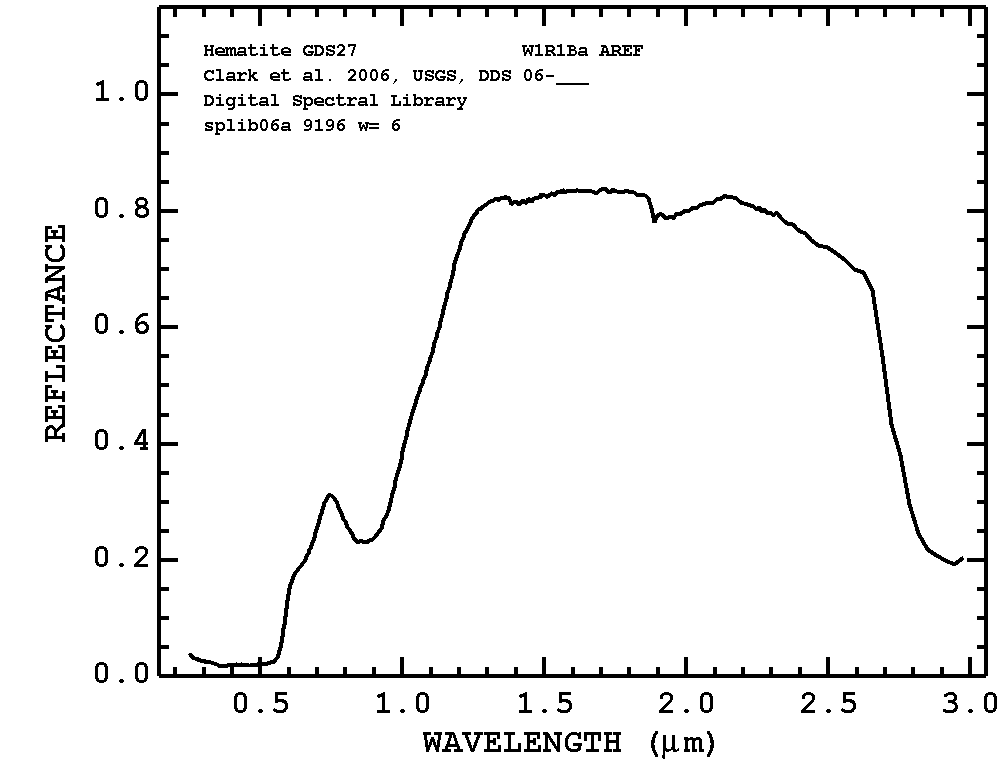 Hematite GDS27 W1R1Ba AREF
Clark et al. 2006, USGS, DDS 06-___
Digital Spectral Library
splib06a 9196 w= 6
1.0
0.8
0.6
0.4
0.2
0.0
REFLECTANCE
0.5 1.0 1.5 2.0 2.5 3.0
WAVELENGTH (μm)